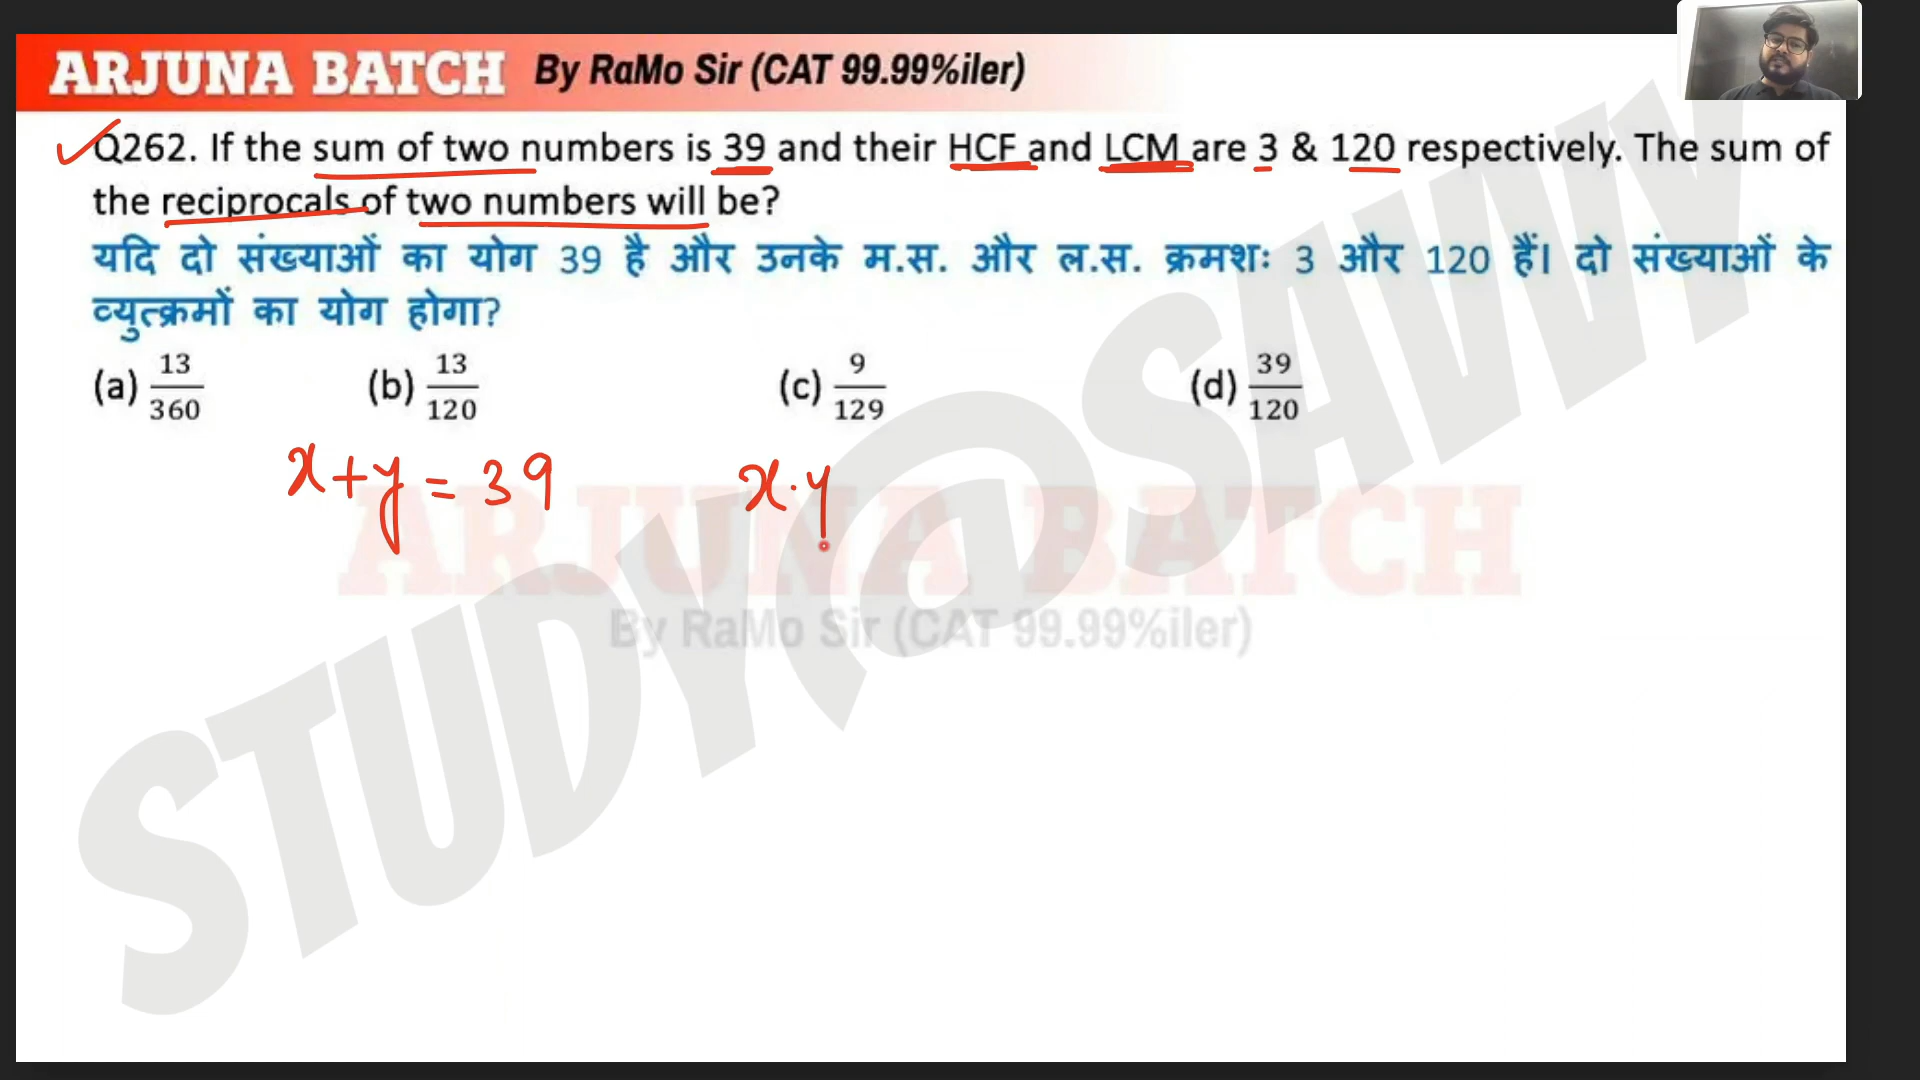 ARJUNA BATCH By RaMo Sir (CAT 99.99%iler)
Q262. If the sum of two numbers is 39 and their HCF and LCM are 3 & 120 respectively. The sum of
the reciprocals of two numbers will be?
यदि दो संख्याओं का योग 39 है और उनके म.स. और ल.स. क्रमशः 3 और 120 हैं। दो संख्याओं के
व्युत्क्रमों का योग होगा?
(a) 13/360 (b) 13/120 (c) 9/129 (d) 39/120
x+y = 39 x.y
ARJUNA BATCH
By RaMo Sir (CAT 99.99%iler)
STUDY@SAVVY